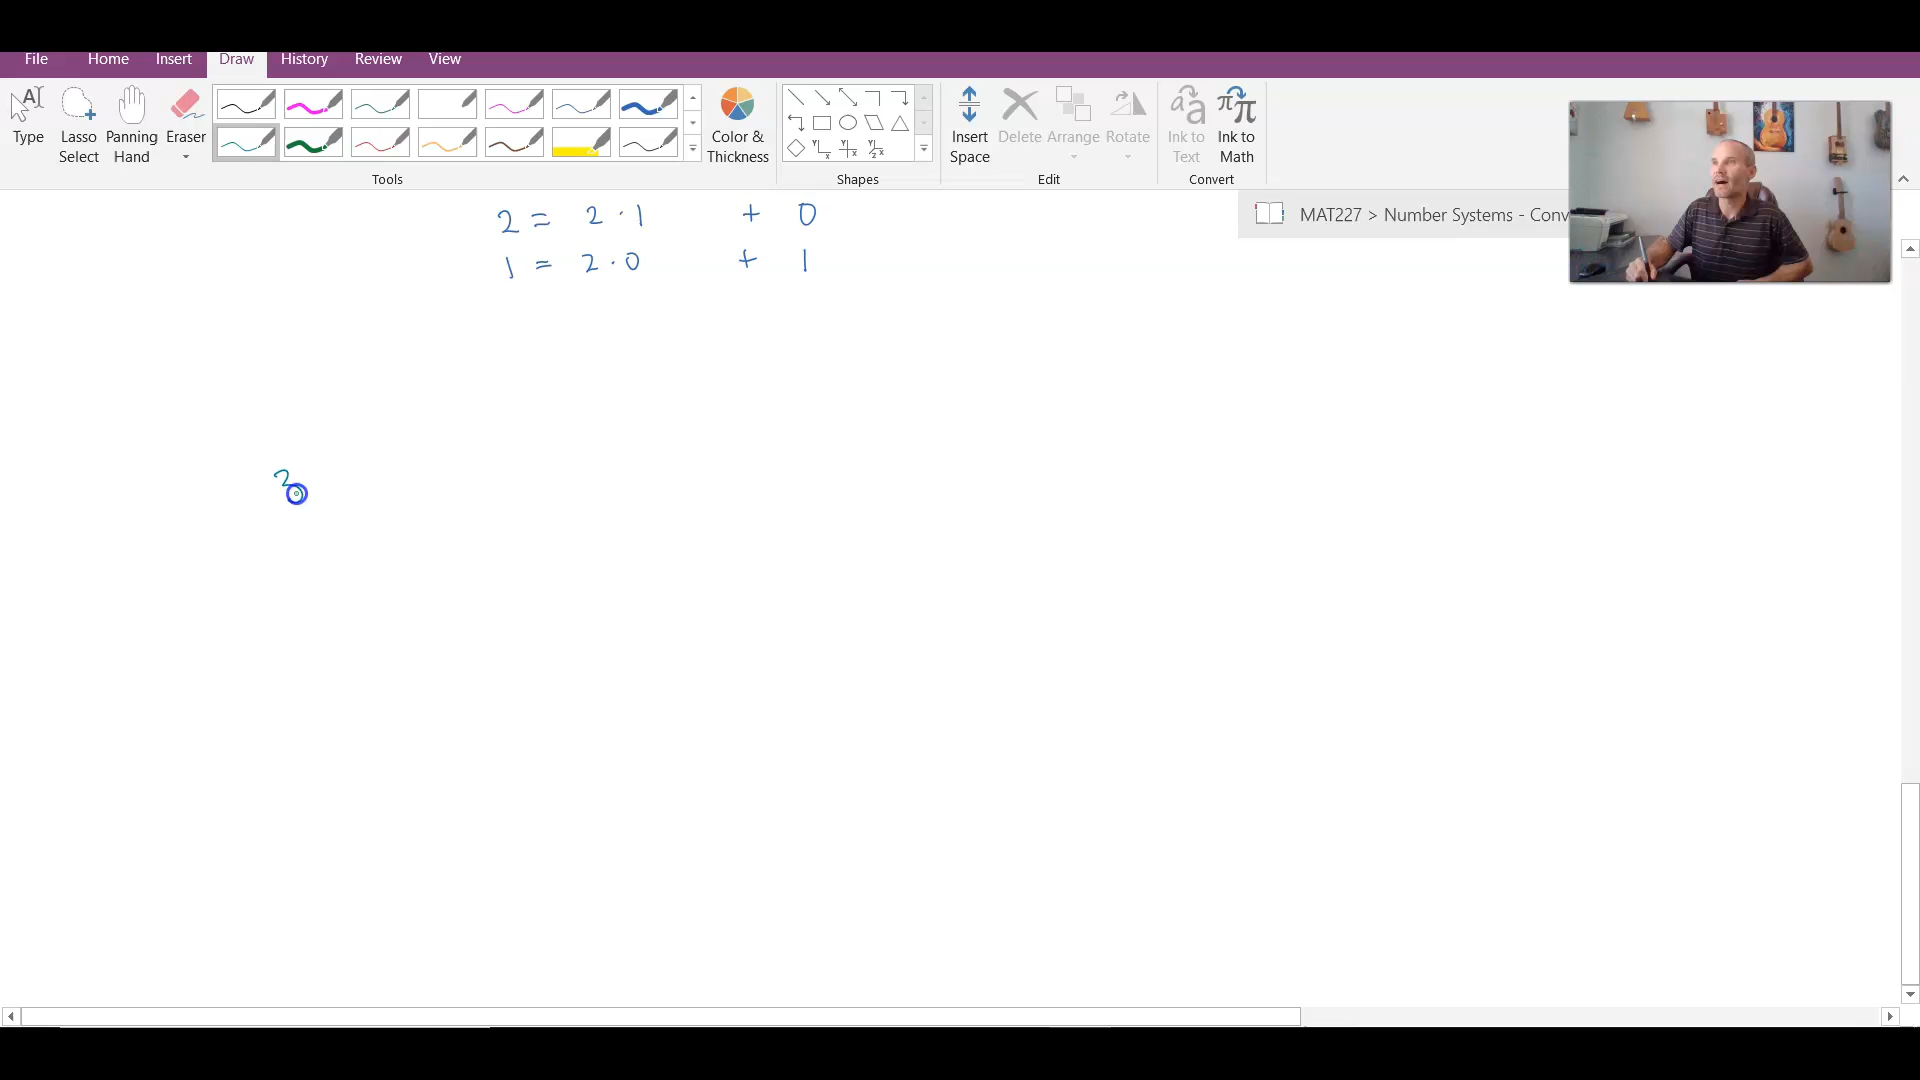 File Home Insert Draw History Review View
Type Lasso Select Panning Hand Eraser Color & Thickness Insert Space Delete Arrange Rotate Ink to Text Ink to Math
Tools Shapes Edit Convert
MAT227 > Number Systems - Conv
2 = 2 · 1 + 0
1 = 2 · 0 + 1